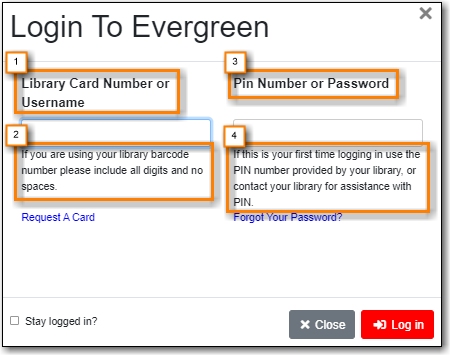 Login To Evergreen
×
1
Library Card Number or
Username
2
If you are using your library barcode
number please include all digits and no
spaces.
Request A Card
3
Pin Number or Password
4
If this is your first time logging in use the
PIN number provided by your library, or
contact your library for assistance with
PIN.
Forgot Your Password?
Stay logged in?
Close
Log in